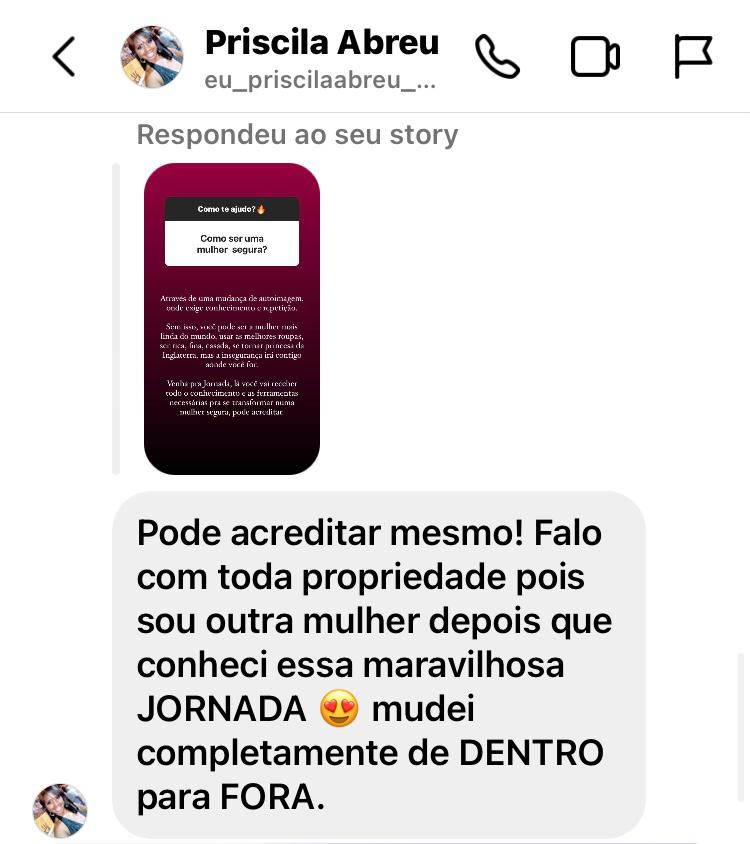 Priscila Abreu
eu_priscilaabreu_...
Respondeu ao seu story
Como te ajudo? 🔥
Como ser uma
mulher segura?
Através de uma mudança de autoimagem,
onde exige conhecimento e repetição.
Sem isso, você pode ser a mulher mais
linda do mundo, usar as melhores roupas,
ser rica, fina, casada, se tornar princesa da
Inglaterra, mas a insegurança irá contigo
aonde você for.
Venha pra Jornada, lá você vai receber
todo o conhecimento e as ferramentas
necessárias pra se transformar numa
mulher segura, pode acreditar.
Pode acreditar mesmo! Falo
com toda propriedade pois
sou outra mulher depois que
conheci essa maravilhosa
JORNADA 😍 mudei
completamente de DENTRO
para FORA.